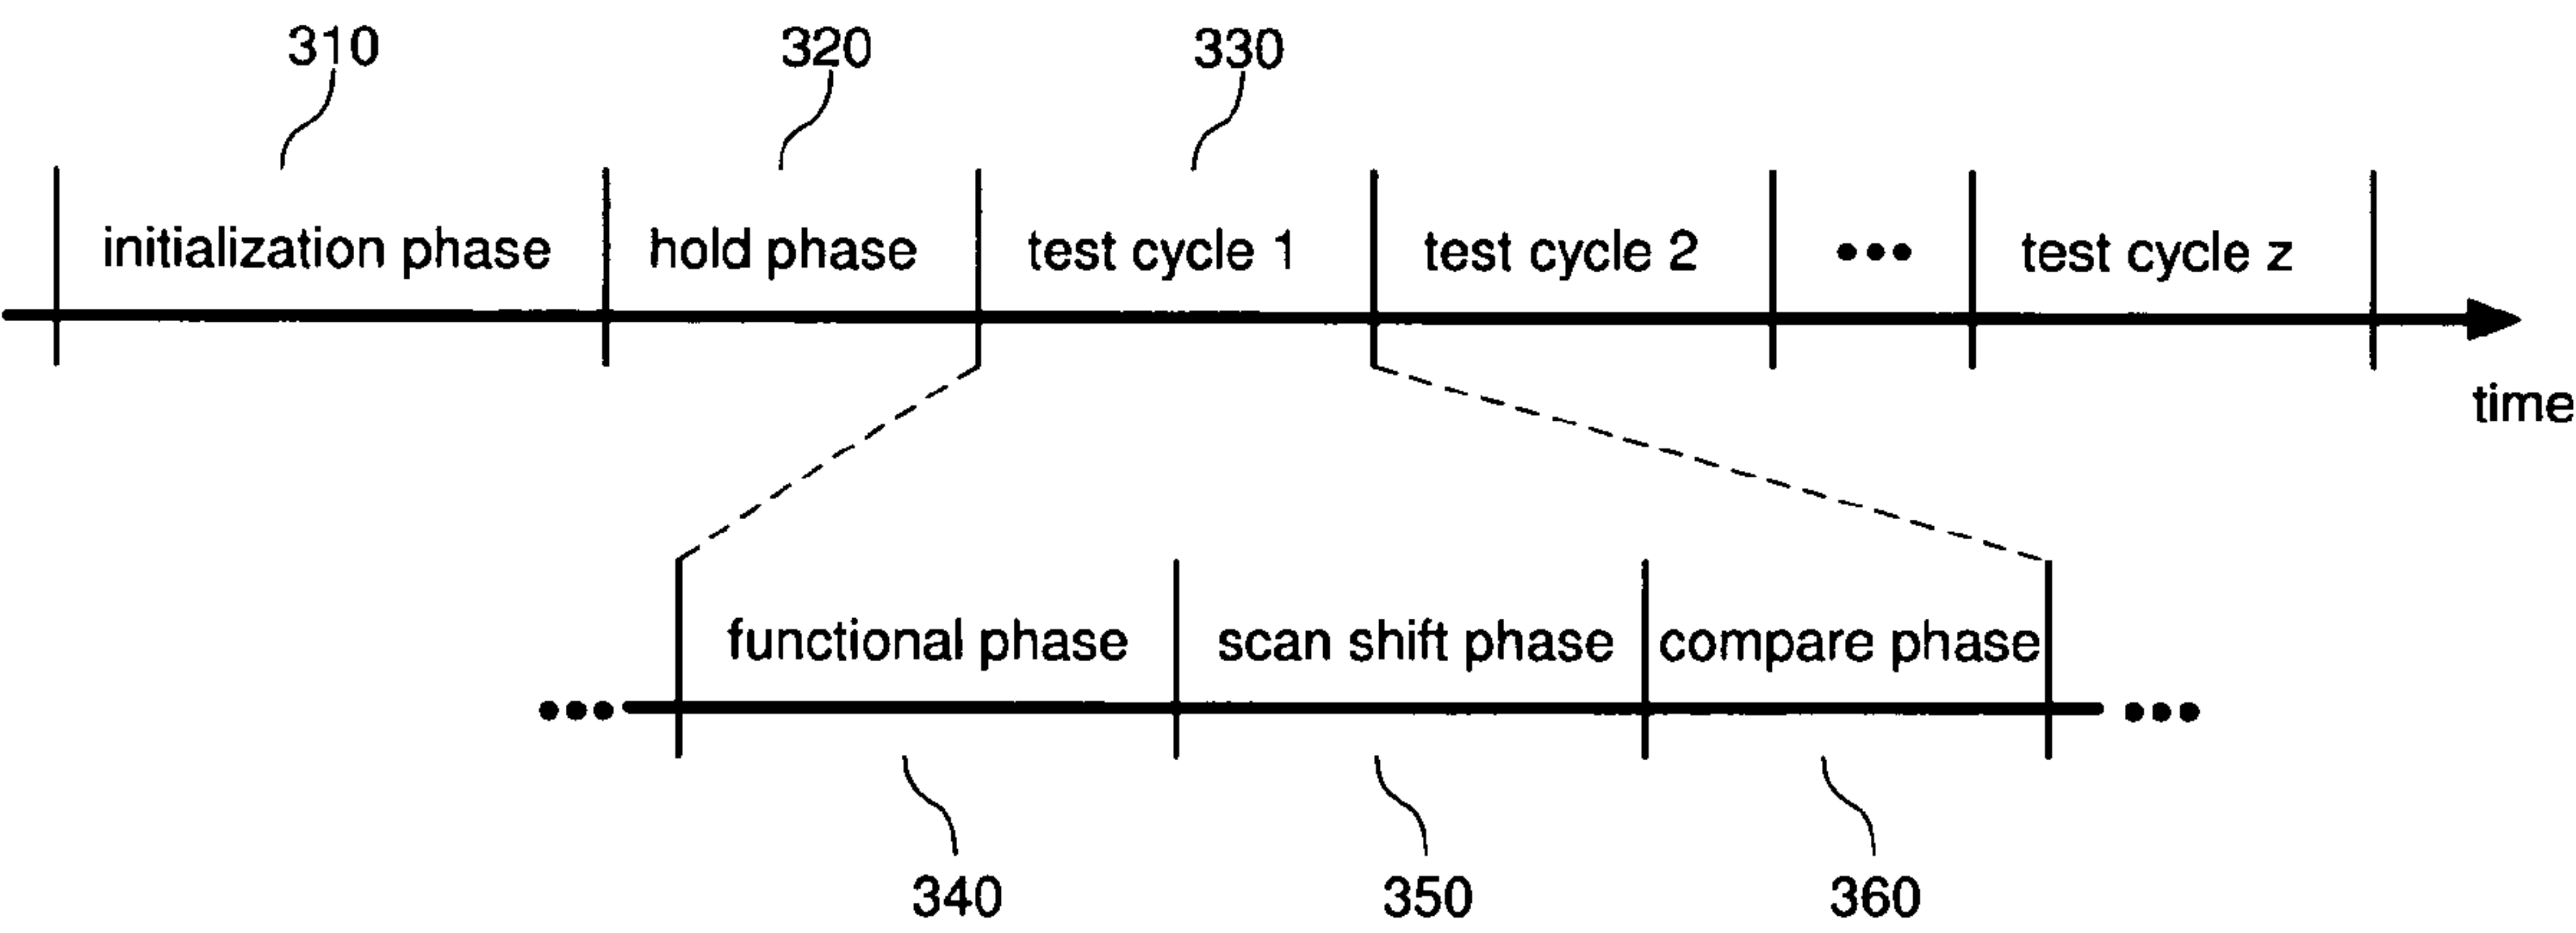 310 320 330
initialization phase hold phase test cycle 1 test cycle 2 ••• test cycle z
time
functional phase scan shift phase compare phase
••• •••
340 350 360